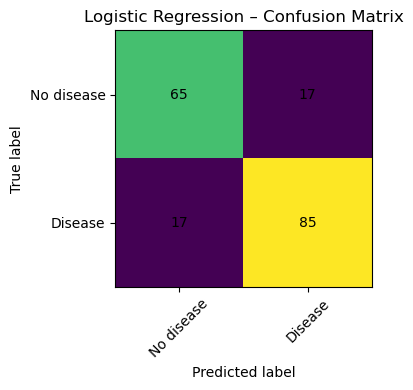 Logistic Regression – Confusion Matrix
True label
No disease
65
17
Disease
17
85
No disease
Disease
Predicted label